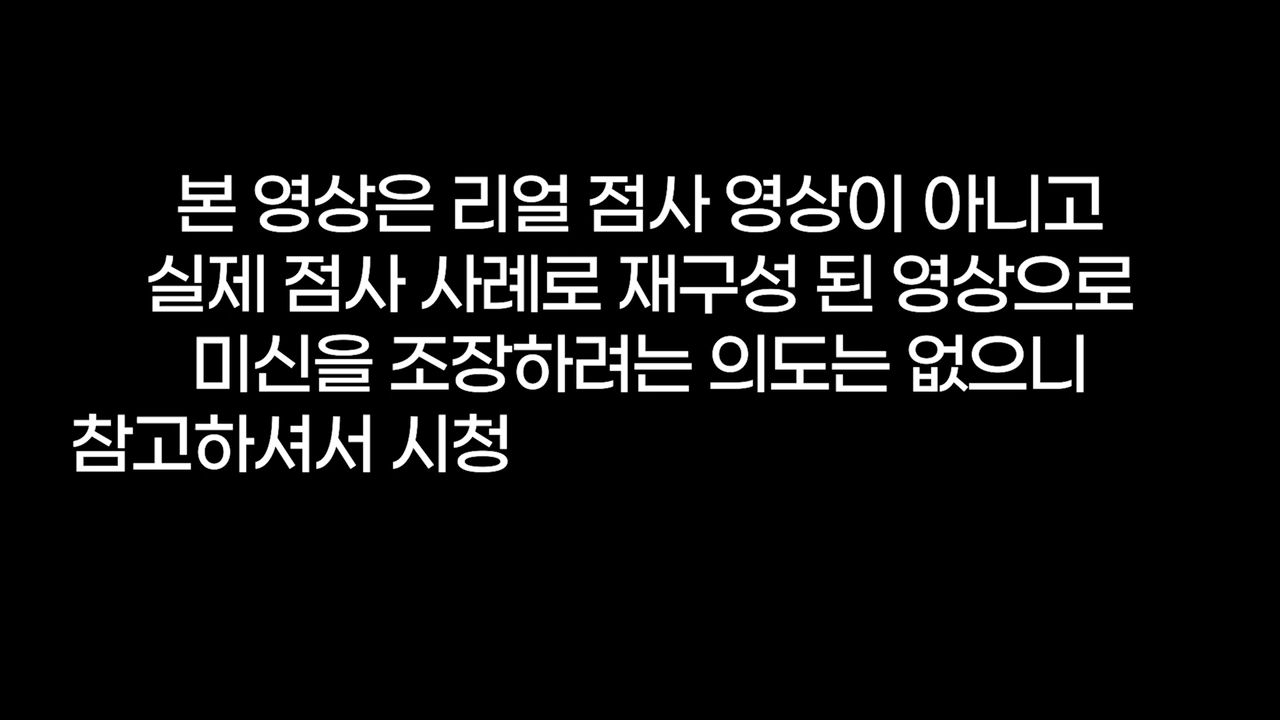 본 영상은 리얼 점사 영상이 아니고
실제 점사 사례로 재구성 된 영상으로
미신을 조장하려는 의도는 없으니
참고하셔서 시청